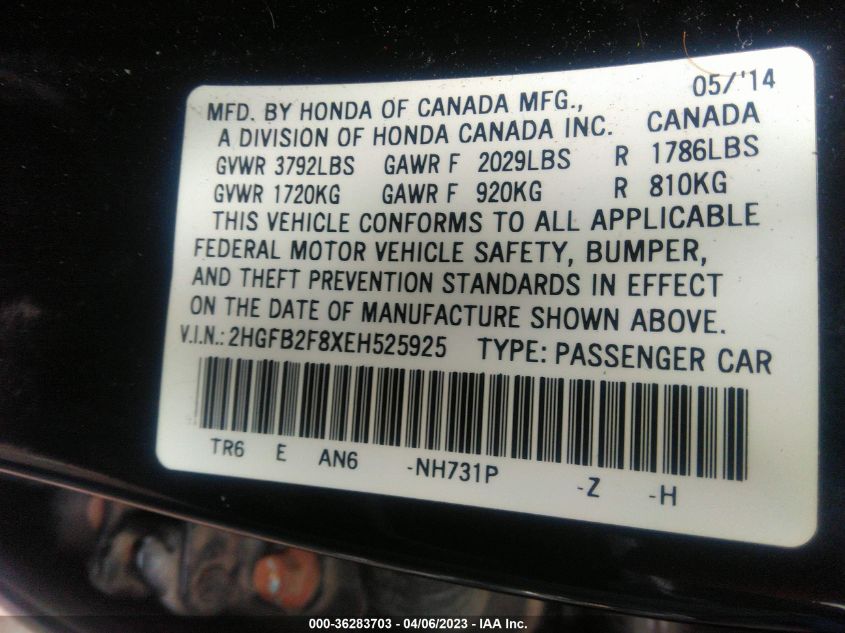 05/'14
MFD. BY HONDA OF CANADA MFG.,
A DIVISION OF HONDA CANADA INC. CANADA
GVWR 3792LBS GAWR F 2029LBS R 1786LBS
GVWR 1720KG GAWR F 920KG R 810KG
THIS VEHICLE CONFORMS TO ALL APPLICABLE
FEDERAL MOTOR VEHICLE SAFETY, BUMPER,
AND THEFT PREVENTION STANDARDS IN EFFECT
ON THE DATE OF MANUFACTURE SHOWN ABOVE.
V.I.N.: 2HGFB2F8XEH525925 TYPE: PASSENGER CAR
TR6 E AN6 -NH731P -Z -H
000-36283703 - 04/06/2023 - IAA Inc.